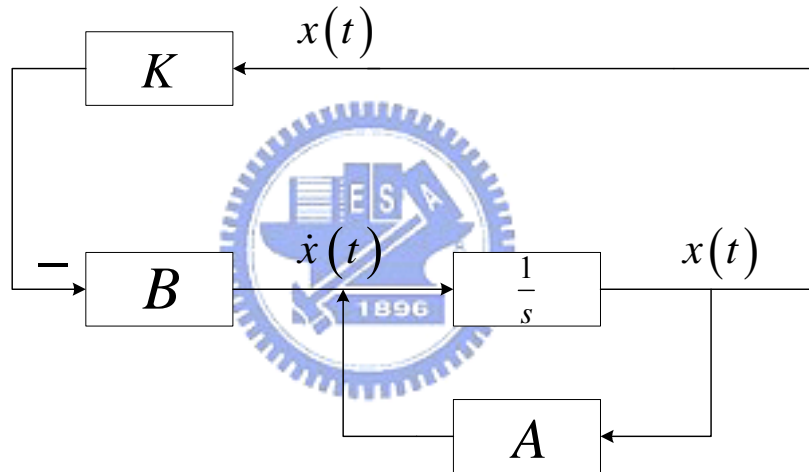 x(t)
K
E S A
ẋ(t)
x(t)
–
B
1/s
1896
A